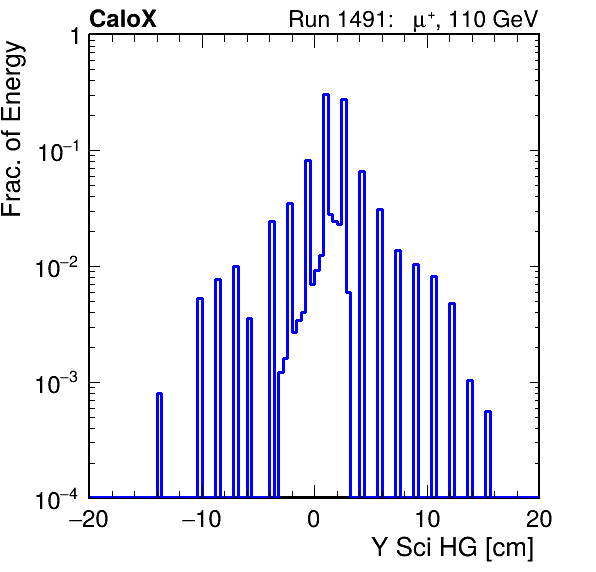 CaloX Run 1491: μ⁺, 110 GeV
Frac. of Energy
1
10⁻¹
10⁻²
10⁻³
10⁻⁴
−20 −10 0 10 20
Y Sci HG [cm]